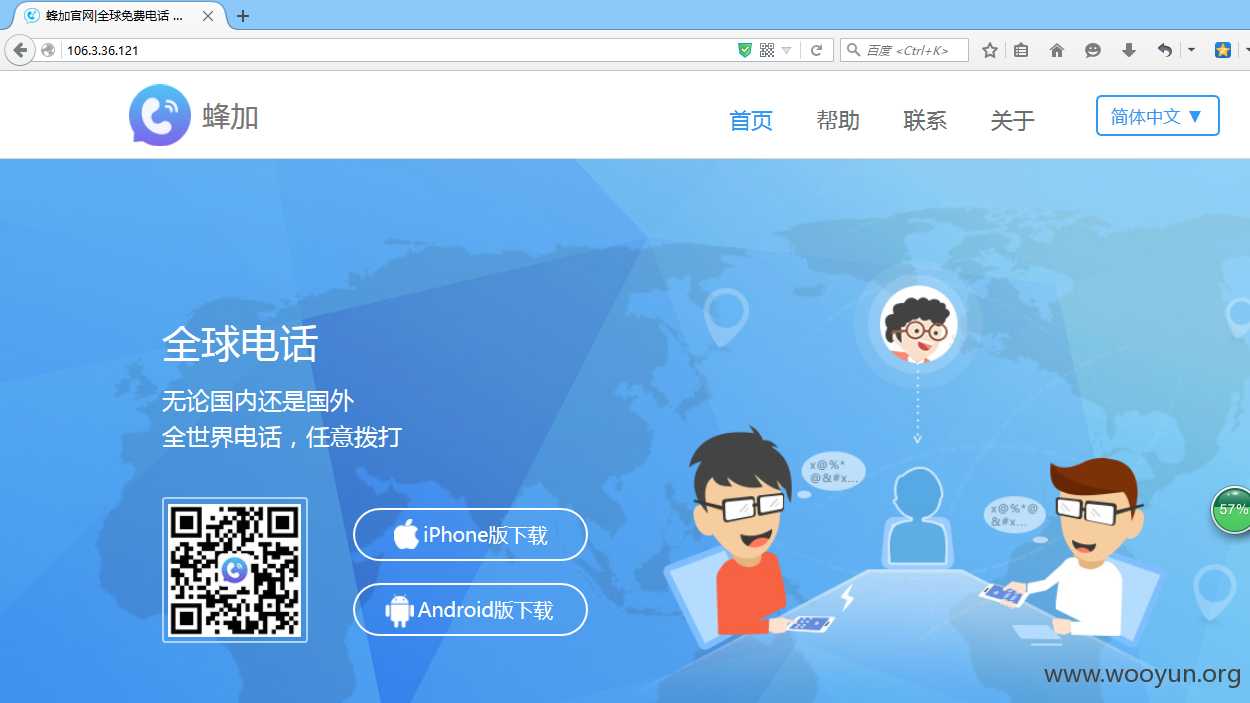 蜂加官网|全球免费电话 ...
106.3.36.121
百度 <Ctrl+K>
蜂加
首页
帮助
联系
关于
简体中文 ▼
全球电话
无论国内还是国外
全世界电话，任意拨打
x@%*
@&#x...
x@%*@
&#x...
57%
iPhone版下载
Android版下载
www.wooyun.org